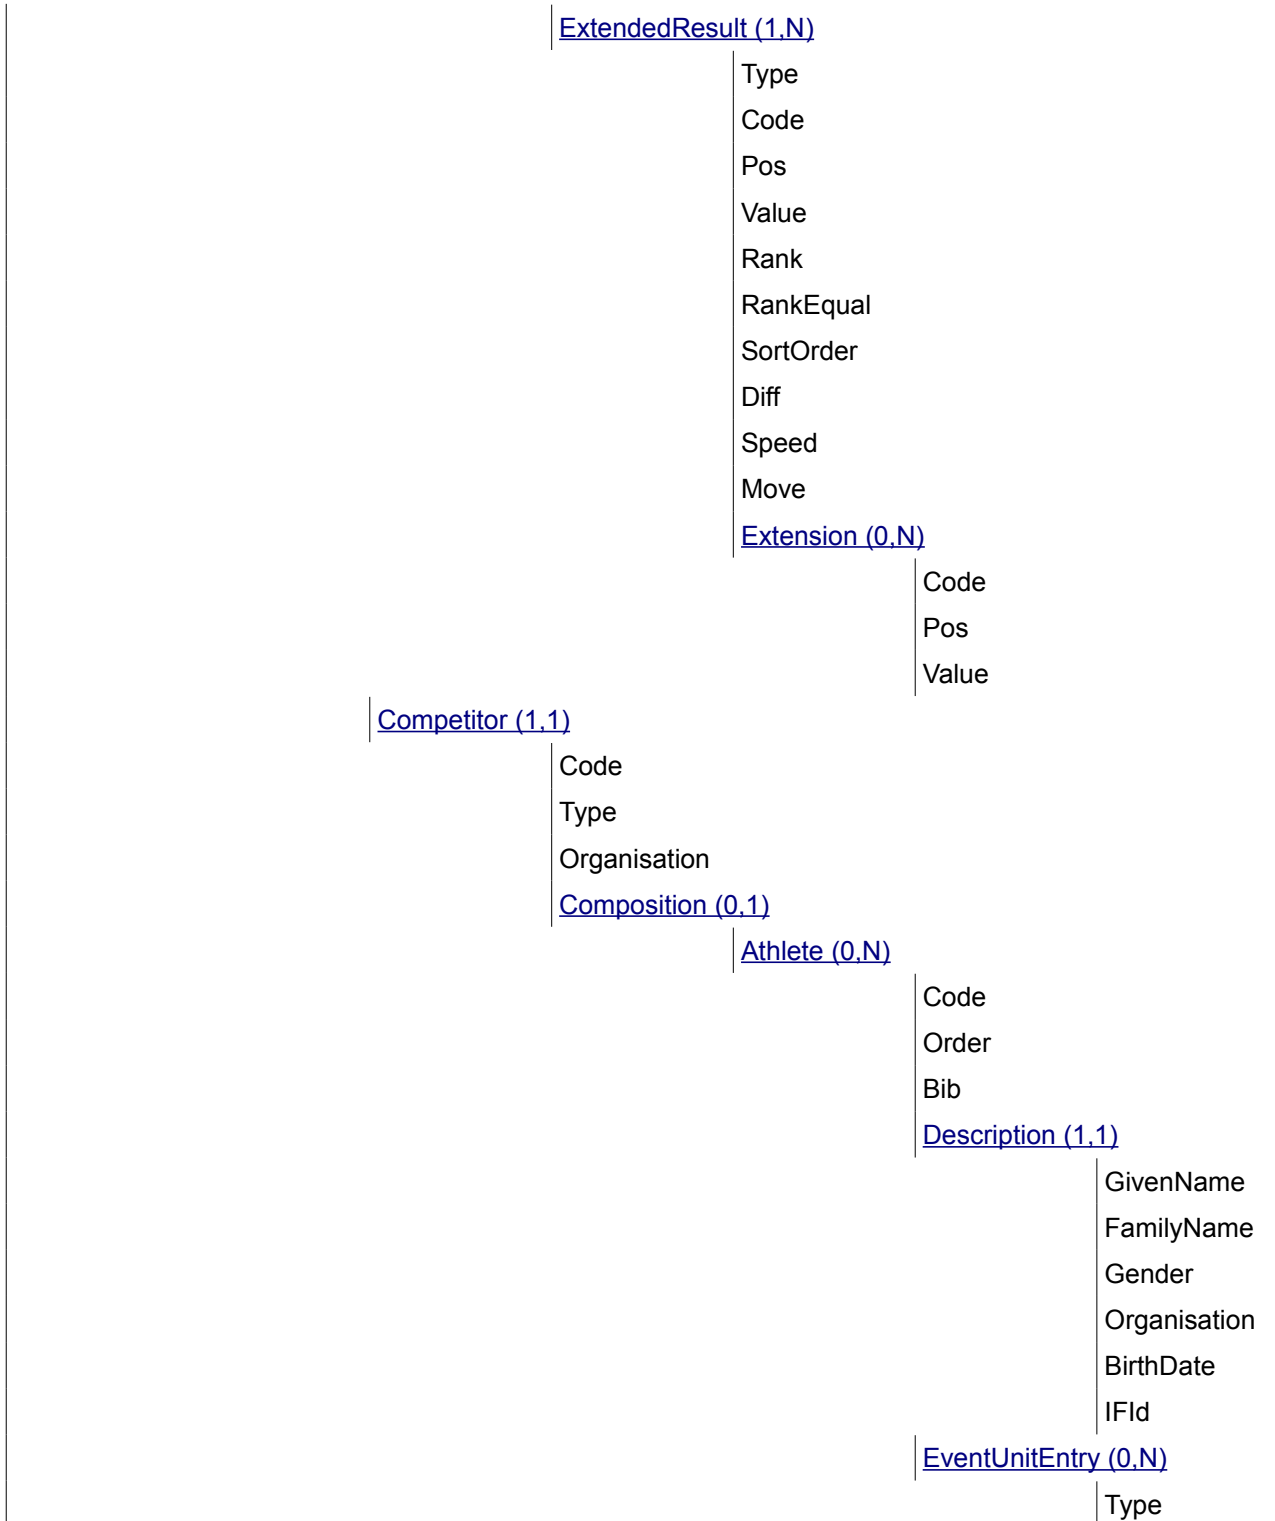 ExtendedResult (1,N)
Type
Code
Pos
Value
Rank
RankEqual
SortOrder
Diff
Speed
Move
Extension (0,N)
Code
Pos
Value
Competitor (1,1)
Code
Type
Organisation
Composition (0,1)
Athlete (0,N)
Code
Order
Bib
Description (1,1)
GivenName
FamilyName
Gender
Organisation
BirthDate
IFId
EventUnitEntry (0,N)
Type